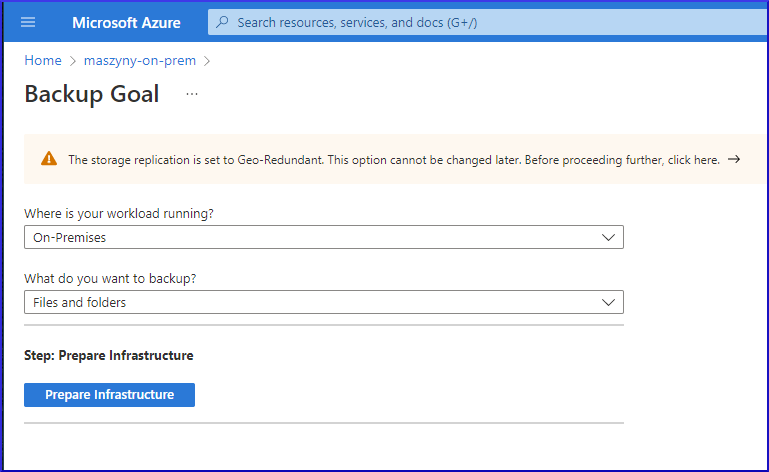 Microsoft Azure
Search resources, services, and docs (G+/)
Home > maszyny-on-prem >
Backup Goal ...
The storage replication is set to Geo-Redundant. This option cannot be changed later. Before proceeding further, click here. →
Where is your workload running?
On-Premises
What do you want to backup?
Files and folders
Step: Prepare Infrastructure
Prepare Infrastructure